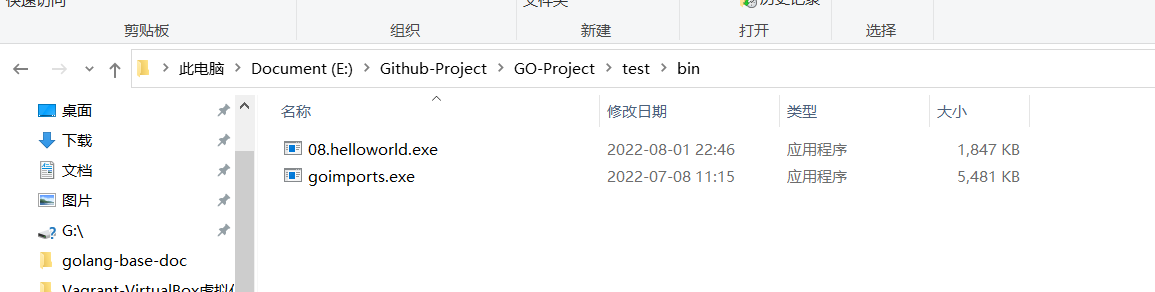 快速访问 文件夹 历史记录
剪贴板 组织 新建 打开 选择
此电脑 Document (E:) Github-Project GO-Project test bin
名称 修改日期 类型 大小
桌面
下载
文档
图片
G:\
golang-base-doc
Vagrant-VirtualBox虚拟
08.helloworld.exe 2022-08-01 22:46 应用程序 1,847 KB
goimports.exe 2022-07-08 11:15 应用程序 5,481 KB